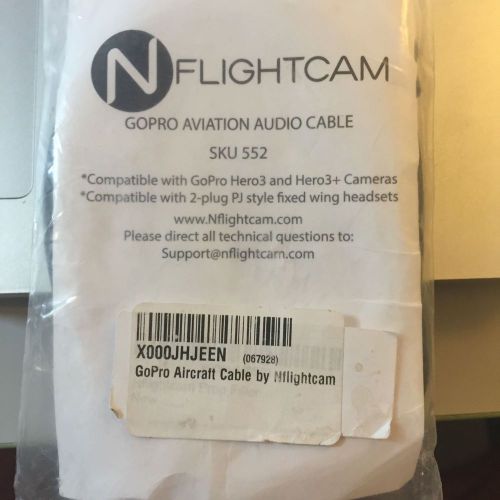 NFLIGHTCAM
GOPRO AVIATION AUDIO CABLE
SKU 552
*Compatible with GoPro Hero3 and Hero3+ Cameras
*Compatible with 2-plug PJ style fixed wing headsets
www.Nflightcam.com
Please direct all technical questions to:
Support@nflightcam.com
X000JHJEEN (067928)
GoPro Aircraft Cable by Nflightcam
New